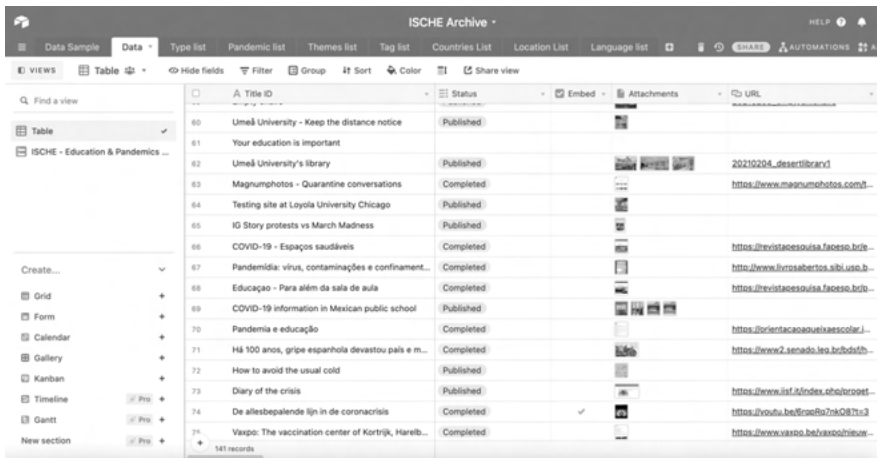 ISCHE Archive
HELP
Data Sample Data Type list Pandemic list Themes list Tag list Countries List Location List Language list SHARE AUTOMATIONS A
VIEWS Table Hide fields Filter Group Sort Color Share view
Find a view
Table
ISCHE - Education & Pandemics ...
Create...
Grid
Form
Calendar
Gallery
Kanban
Timeline Pro
Gantt Pro
New section Pro
Title ID Status Embed Attachments URL
60 Umeå University - Keep the distance notice Published
61 Your education is important
62 Umeå University's library Published 20210204_desertlibrary1
63 Magnumphotos - Quarantine conversations Completed https://www.magnumphotos.com/t...
64 Testing site at Loyola University Chicago Published
65 IG Story protests vs March Madness Published
66 COVID-19 - Espaços saudáveis Completed https://revistapesquisa.fapesp.br/e...
67 Pandemídia: vírus, contaminações e confinament... Completed http://www.livrosabertos.sibi.usp.b...
68 Educaçao - Para além da sala de aula Completed https://revistapesquisa.fapesp.br/p...
69 COVID-19 information in Mexican public school Published
70 Pandemia e educação Completed https://orientacaoaqueixaescolar.i...
71 Há 100 anos, gripe espanhola devastou país e m... Completed https://www2.senado.leg.br/bdsf/h...
72 How to avoid the usual cold Published
73 Diary of the crisis Published https://www.iisf.it/index.php/proget...
74 De allesbepalende lijn in de coronacrisis Completed
75 Vaxpo: The vaccination center of Kortrijk, Harelb... Completed https://www.vaxpo.be/vaxpo/nieuw...
141 records